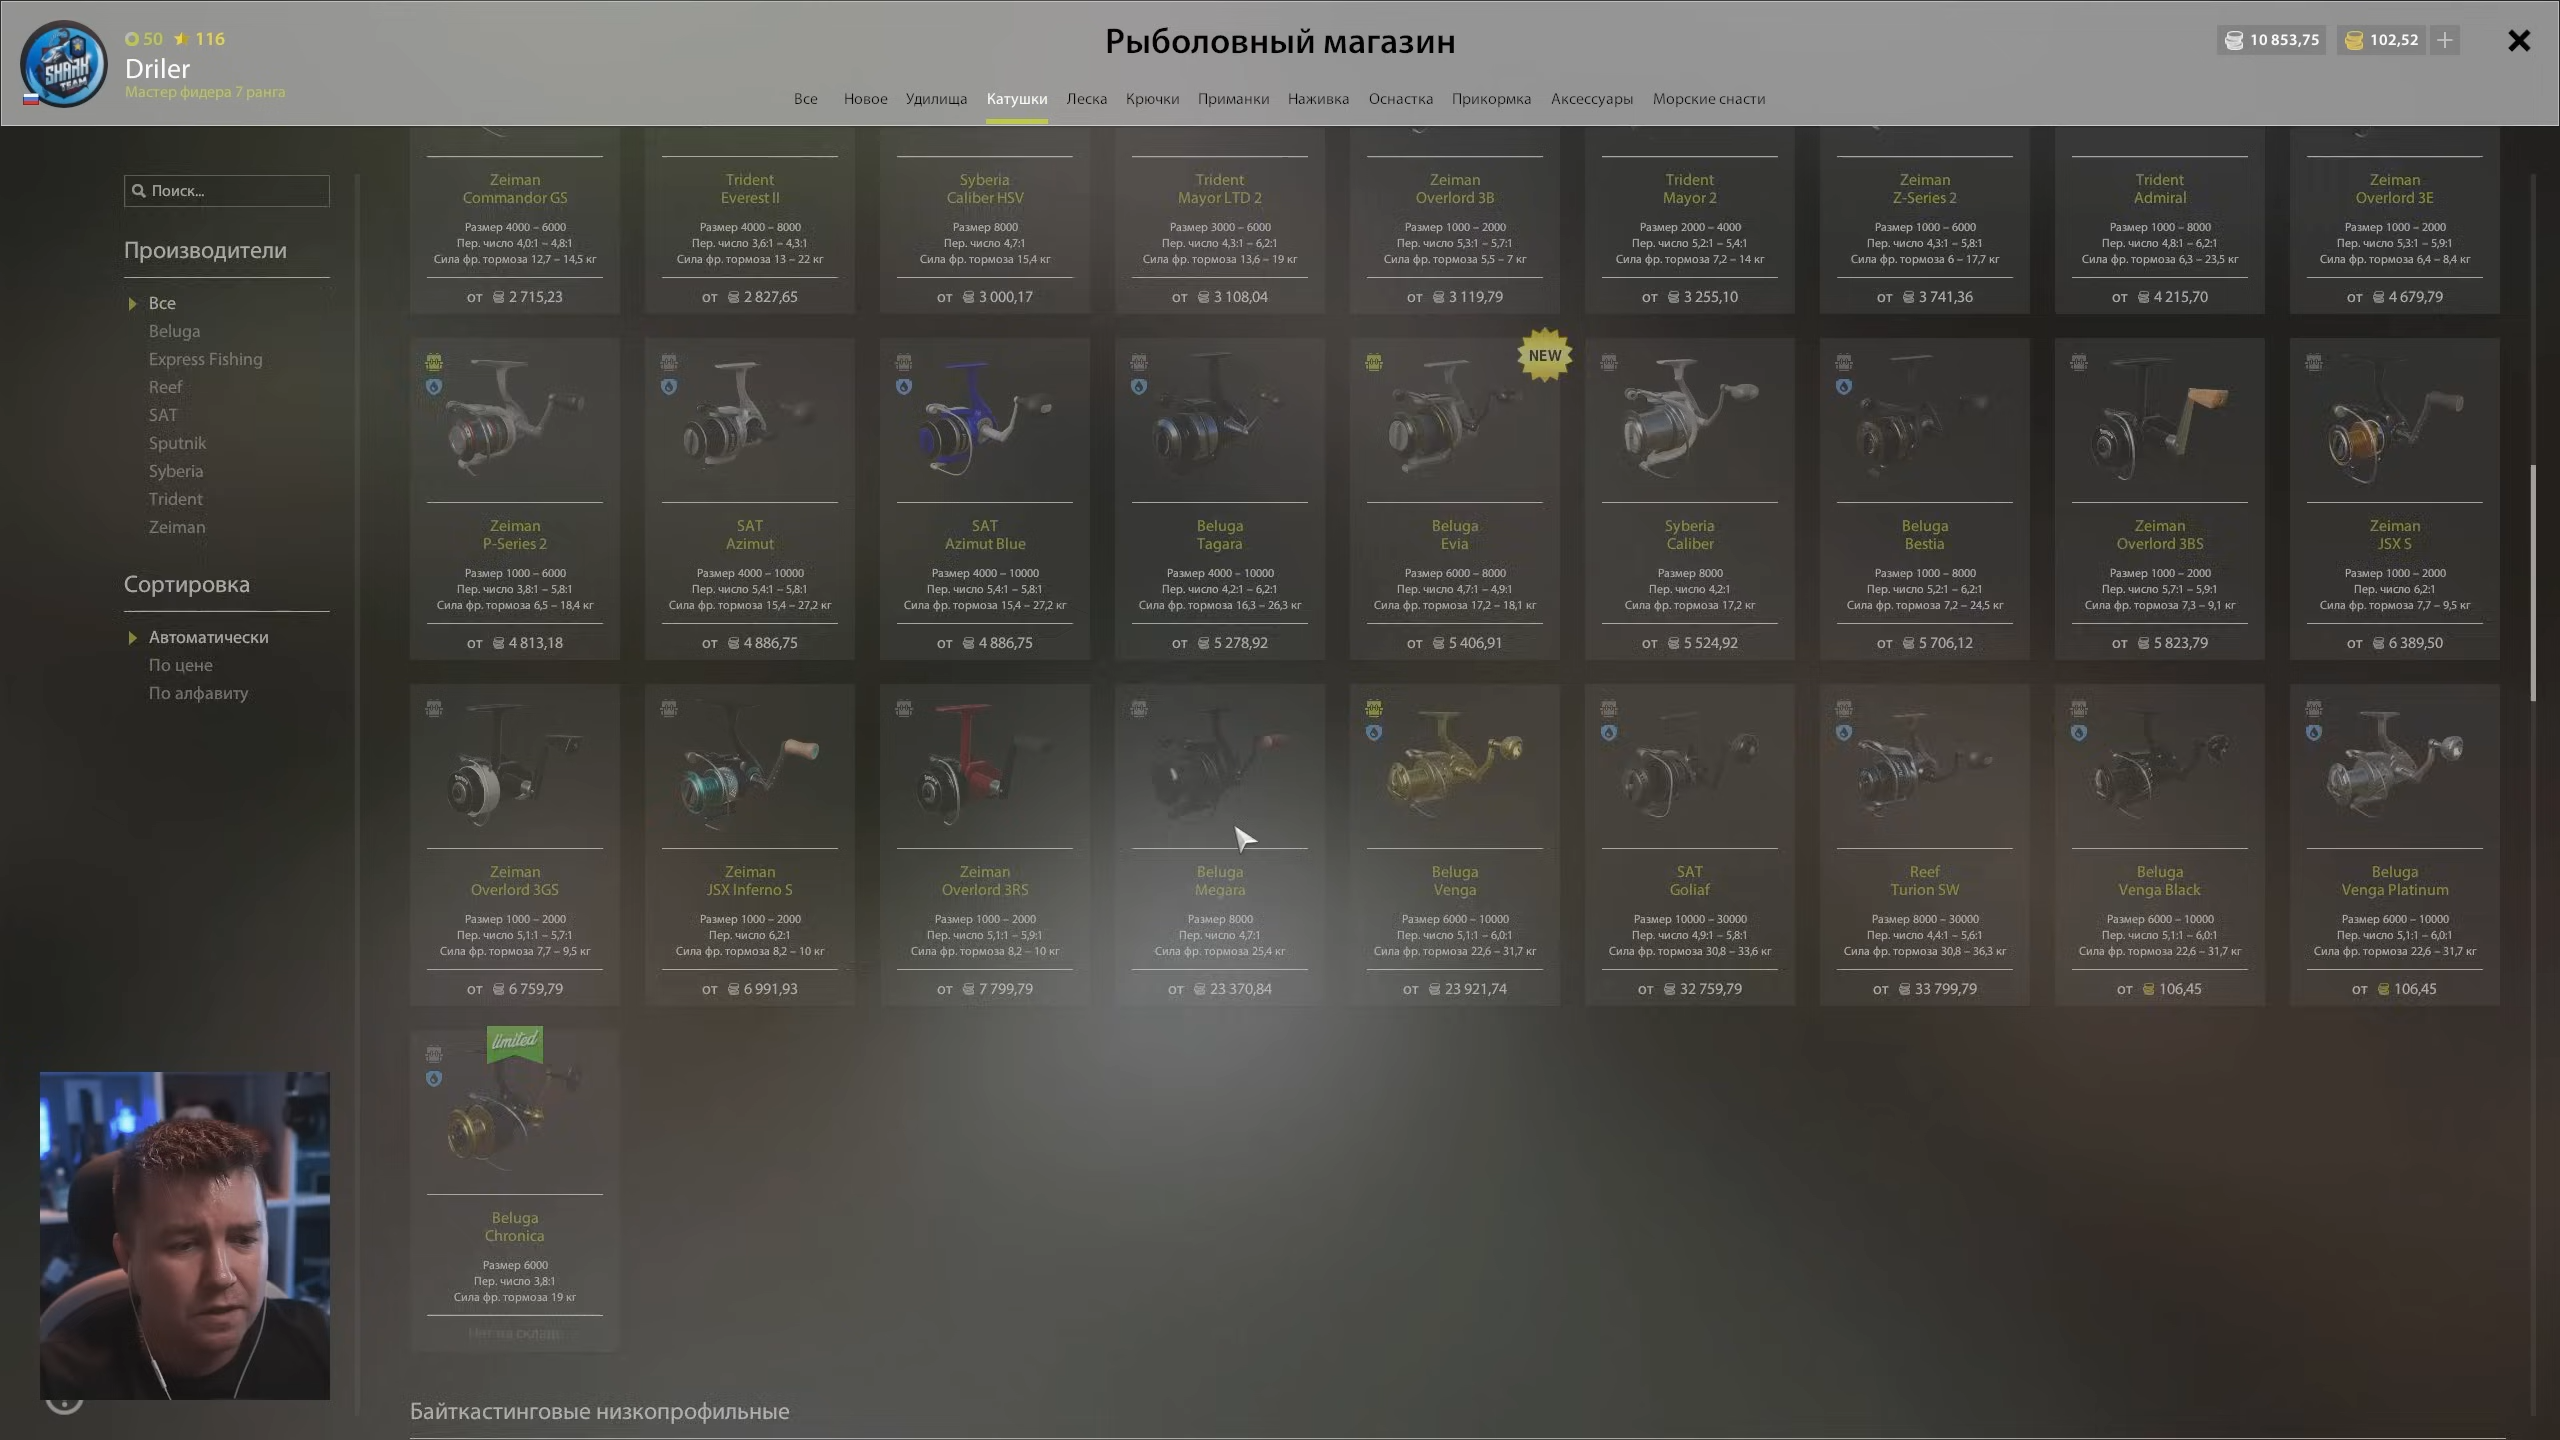 50 116
Driler
Мастер фидера 7 ранга
Рыболовный магазин
10 853,75 102,52
Все Новое Удилища Катушки Леска Крючки Приманки Наживка Оснастка Прикормка Аксессуары Морские снасти
Поиск...
Производители
Все
Beluga
Express Fishing
Reef
SAT
Sputnik
Syberia
Trident
Zeiman
Сортировка
Автоматически
По цене
По алфавиту
Zeiman
Commandor GS
Размер 4000 – 6000
Пер. число 4,0:1 – 4,8:1
Сила фр. тормоза 12,7 – 14,5 кг
от 2 715,23
Trident
Everest II
Размер 4000 – 8000
Пер. число 3,6:1 – 4,3:1
Сила фр. тормоза 13 – 22 кг
от 2 827,65
Syberia
Caliber HSV
Размер 8000
Пер. число 4,7:1
Сила фр. тормоза 15,4 кг
от 3 000,17
Trident
Mayor LTD 2
Размер 3000 – 6000
Пер. число 4,3:1 – 6,2:1
Сила фр. тормоза 13,6 – 19 кг
от 3 108,04
Zeiman
Overlord 3B
Размер 1000 – 2000
Пер. число 5,3:1 – 5,7:1
Сила фр. тормоза 5,5 – 7 кг
от 3 119,79
Trident
Mayor 2
Размер 2000 – 4000
Пер. число 5,2:1 – 5,4:1
Сила фр. тормоза 7,2 – 14 кг
от 3 255,10
Zeiman
Z-Series 2
Размер 1000 – 6000
Пер. число 4,3:1 – 5,8:1
Сила фр. тормоза 6 – 17,7 кг
от 3 741,36
Trident
Admiral
Размер 1000 – 8000
Пер. число 4,8:1 – 6,2:1
Сила фр. тормоза 6,3 – 23,5 кг
от 4 215,70
Zeiman
Overlord 3E
Размер 1000 – 2000
Пер. число 5,3:1 – 5,9:1
Сила фр. тормоза 6,4 – 8,4 кг
от 4 679,79
Zeiman
P-Series 2
Размер 1000 – 6000
Пер. число 3,8:1 – 5,8:1
Сила фр. тормоза 6,5 – 18,4 кг
от 4 813,18
SAT
Azimut
Размер 4000 – 10000
Пер. число 5,4:1 – 5,8:1
Сила фр. тормоза 15,4 – 27,2 кг
от 4 886,75
SAT
Azimut Blue
Размер 4000 – 10000
Пер. число 5,4:1 – 5,8:1
Сила фр. тормоза 15,4 – 27,2 кг
от 4 886,75
Beluga
Tagara
Размер 4000 – 10000
Пер. число 4,2:1 – 6,2:1
Сила фр. тормоза 16,3 – 26,3 кг
от 5 278,92
NEW
Beluga
Evia
Размер 6000 – 8000
Пер. число 4,7:1 – 4,9:1
Сила фр. тормоза 17,2 – 18,1 кг
от 5 406,91
Syberia
Caliber
Размер 8000
Пер. число 4,2:1
Сила фр. тормоза 17,2 кг
от 5 524,92
Beluga
Bestia
Размер 1000 – 8000
Пер. число 5,2:1 – 6,2:1
Сила фр. тормоза 7,2 – 24,5 кг
от 5 706,12
Zeiman
Overlord 3BS
Размер 1000 – 2000
Пер. число 5,7:1 – 5,9:1
Сила фр. тормоза 7,3 – 9,1 кг
от 5 823,79
Zeiman
JSX S
Размер 1000 – 2000
Пер. число 6,2:1
Сила фр. тормоза 7,7 – 9,5 кг
от 6 389,50
Zeiman
Overlord 3GS
Размер 1000 – 2000
Пер. число 5,1:1 – 5,7:1
Сила фр. тормоза 7,7 – 9,5 кг
от 6 759,79
Zeiman
JSX Inferno S
Размер 1000 – 2000
Пер. число 6,2:1
Сила фр. тормоза 8,2 – 10 кг
от 6 991,93
Zeiman
Overlord 3RS
Размер 1000 – 2000
Пер. число 5,1:1 – 5,9:1
Сила фр. тормоза 8,2 – 10 кг
от 7 799,79
Beluga
Megara
Размер 8000
Пер. число 4,7:1
Сила фр. тормоза 25,4 кг
от 23 370,84
Beluga
Venga
Размер 6000 – 10000
Пер. число 5,1:1 – 6,0:1
Сила фр. тормоза 22,6 – 31,7 кг
от 23 921,74
SAT
Goliaf
Размер 10000 – 30000
Пер. число 4,9:1 – 5,8:1
Сила фр. тормоза 30,8 – 33,6 кг
от 32 759,79
Reef
Turion SW
Размер 8000 – 30000
Пер. число 4,4:1 – 5,6:1
Сила фр. тормоза 30,8 – 36,3 кг
от 33 799,79
Beluga
Venga Black
Размер 6000 – 10000
Пер. число 5,1:1 – 6,0:1
Сила фр. тормоза 22,6 – 31,7 кг
от 106,45
Beluga
Venga Platinum
Размер 6000 – 10000
Пер. число 5,1:1 – 6,0:1
Сила фр. тормоза 22,6 – 31,7 кг
от 106,45
limited
Beluga
Chronica
Размер 6000
Пер. число 3,8:1
Сила фр. тормоза 19 кг
Нет на складе
Байткастинговые низкопрофильные
SHARK
TEAM